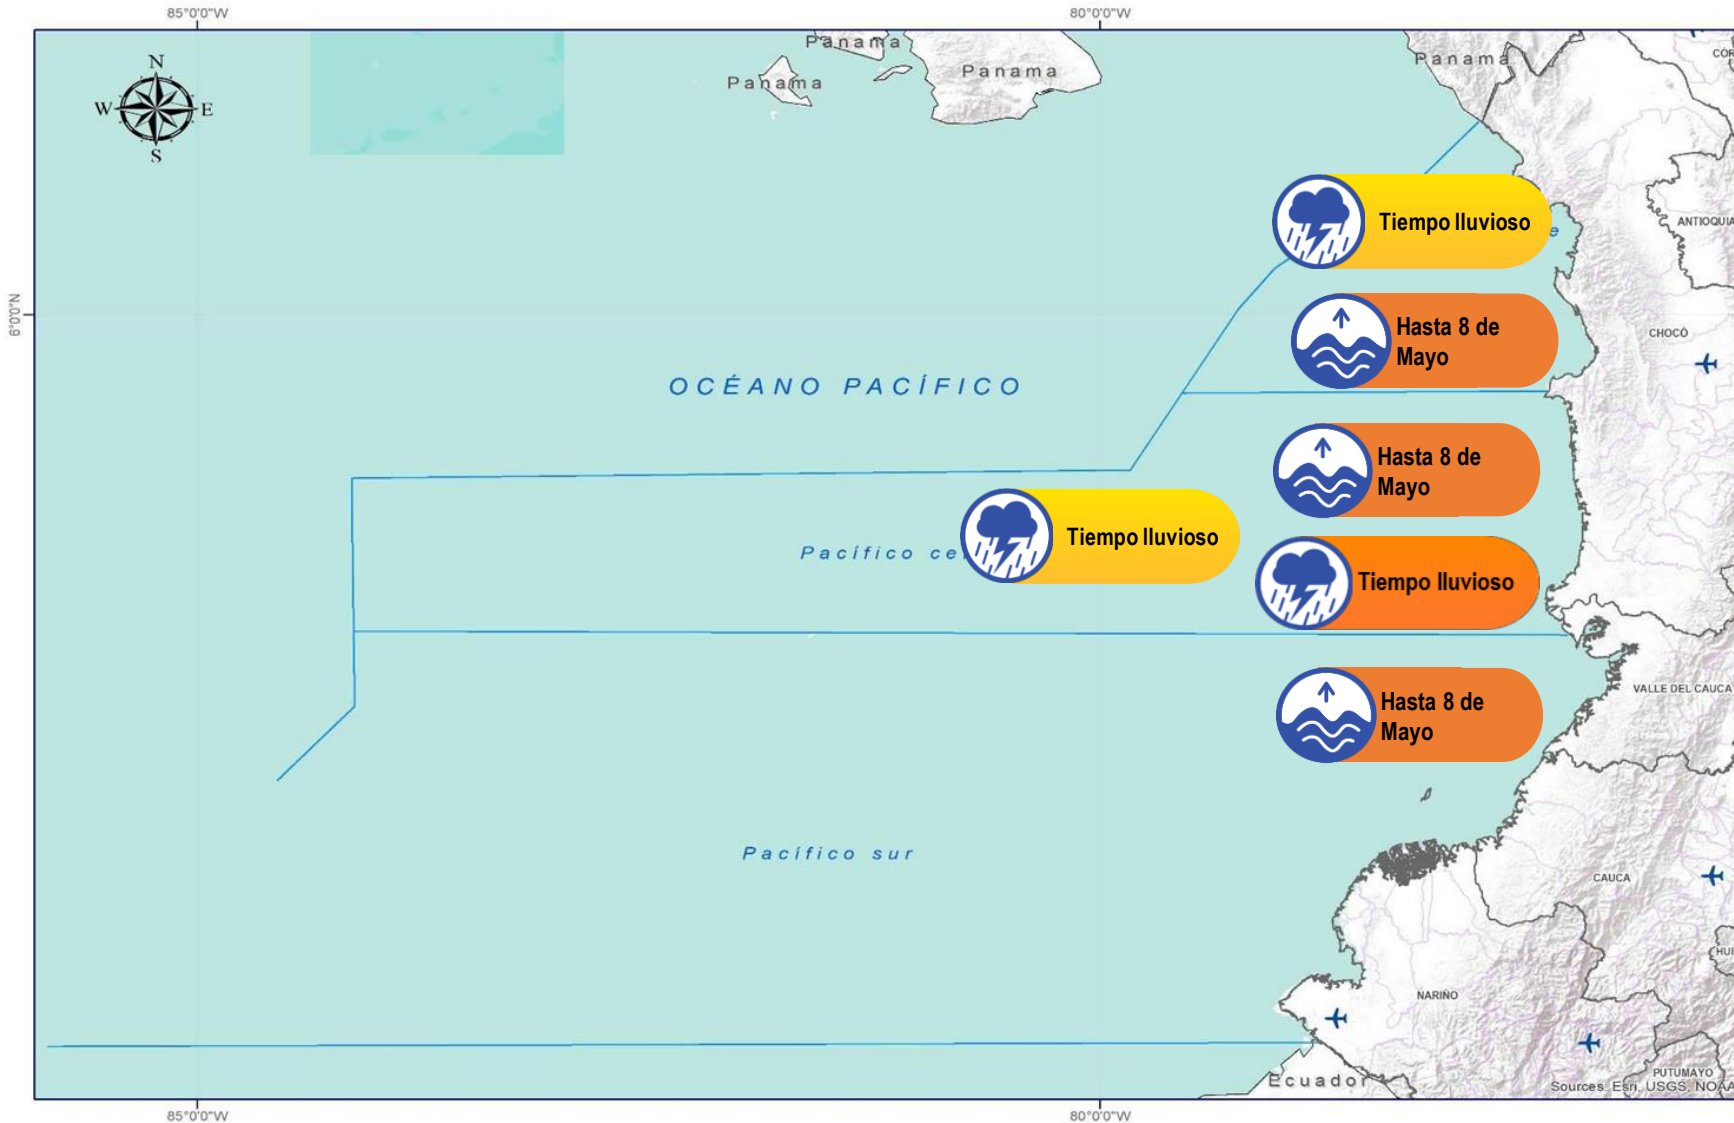 85°0'0"W
80°0'0"W
Panama
Panama
Panama
Panama
N
W
E
S
ANTIOQUIA
Tiempo lluvioso
6°0'0"N
Hasta 8 de
Mayo
CHOCÓ
OCÉANO PACÍFICO
Hasta 8 de
Mayo
Tiempo lluvioso
Pacífico ce
Tiempo lluvioso
VALLE DEL CAUCA
Hasta 8 de
Mayo
Pacífico sur
CAUCA
HUI
NARIÑO
PUTUMAYO
Ecuador
Sources: Esri, USGS, NOAA
85°0'0"W
80°0'0"W